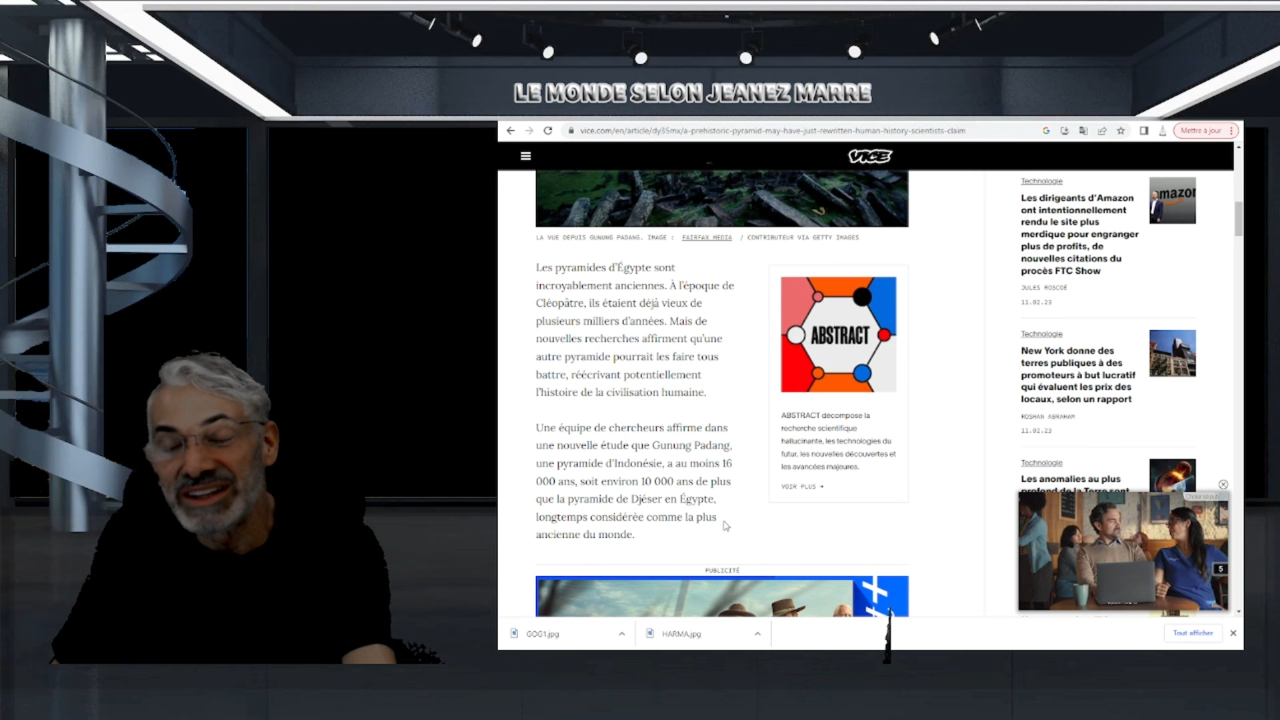 LE MONDE SELON JEANEZ MARRE
vice.com/en/article/dy35mx/a-prehistoric-pyramid-may-have-just-rewritten-human-history-scientists-claim
Mettre à jour
VICE
LA VUE DEPUIS GUNUNG PADANG. IMAGE : FAIRFAX MEDIA / CONTRIBUTEUR VIA GETTY IMAGES
Les pyramides d'Égypte sont
incroyablement anciennes. À l'époque de
Cléopâtre, ils étaient déjà vieux de
plusieurs milliers d'années. Mais de
nouvelles recherches affirment qu'une
autre pyramide pourrait les faire tous
battre, réécrivant potentiellement
l'histoire de la civilisation humaine.
Une équipe de chercheurs affirme dans
une nouvelle étude que Gunung Padang,
une pyramide d'Indonésie, a au moins 16
000 ans, soit environ 10 000 ans de plus
que la pyramide de Djéser en Égypte,
longtemps considérée comme la plus
ancienne du monde.
ABSTRACT
ABSTRACT décompose la
recherche scientifique
hallucinante, les technologies du
futur, les nouvelles découvertes et
les avancées majeures.
VOIR PLUS
PUBLICITÉ
Technologie
Les dirigeants d'Amazon
ont intentionnellement
rendu le site plus
merdique pour engranger
plus de profits, de
nouvelles citations du
procès FTC Show
JULES ROSCOE
11.02.23
amazon
Technologie
New York donne des
terres publiques à des
promoteurs à but lucratif
qui évaluent les prix des
locaux, selon un rapport
ROSHAN ABRAHAM
11.02.23
Technologie
Les anomalies au plus
profond de la Terre sont
5
GOG1.jpg
HARMA.jpg
Tout afficher